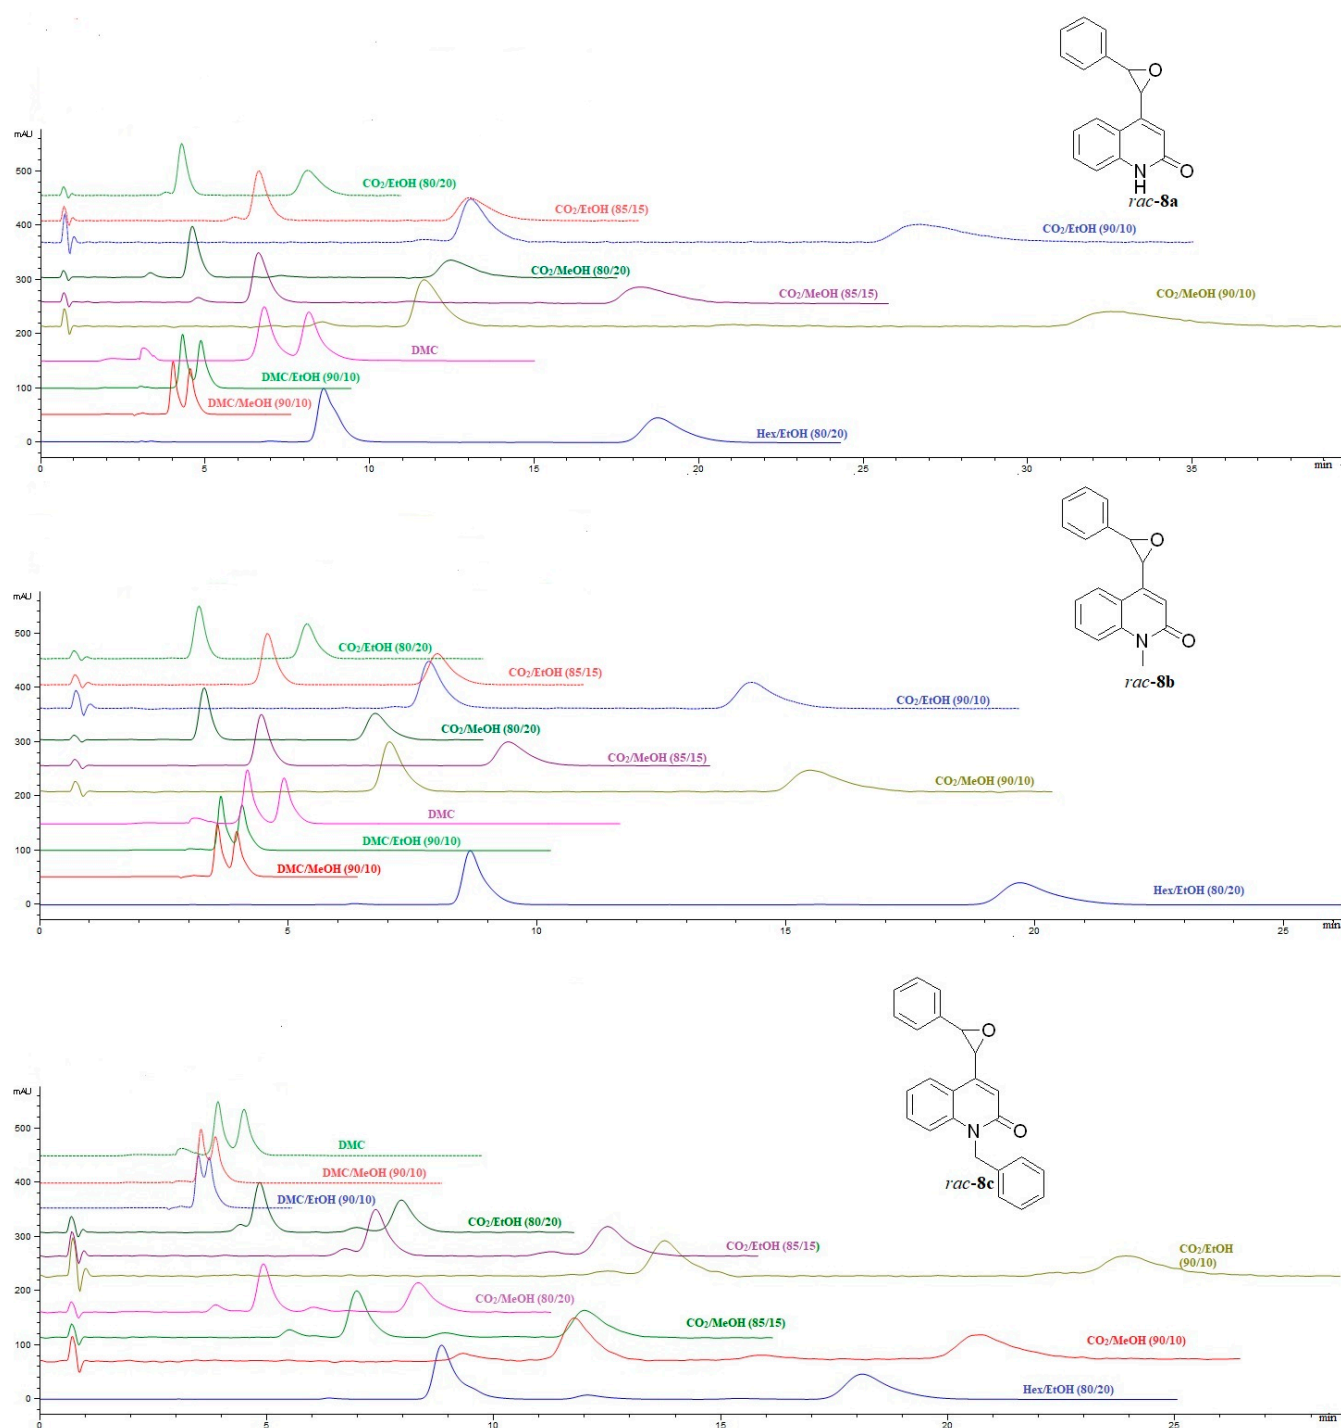 O
N
H
O
rac-8a
mAU
500
400
300
200
100
0
CO2/EtOH (80/20)
CO2/EtOH (85/15)
CO2/EtOH (90/10)
CO2/MeOH (80/20)
CO2/MeOH (85/15)
CO2/MeOH (90/10)
DMC
DMC/EtOH (90/10)
DMC/MeOH (90/10)
Hex/EtOH (80/20)
0 5 10 15 20 25 30 35 min
O
N
O
rac-8b
mAU
500
400
300
200
100
0
CO2/EtOH (80/20)
CO2/EtOH (85/15)
CO2/EtOH (90/10)
CO2/MeOH (80/20)
CO2/MeOH (85/15)
CO2/MeOH (90/10)
DMC
DMC/EtOH (90/10)
DMC/MeOH (90/10)
Hex/EtOH (80/20)
0 5 10 15 20 25 min
O
N
O
rac-8c
mAU
500
400
300
200
100
0
DMC
DMC/MeOH (90/10)
DMC/EtOH (90/10)
CO2/EtOH (80/20)
CO2/EtOH (85/15)
CO2/EtOH
(90/10)
CO2/MeOH (80/20)
CO2/MeOH (85/15)
CO2/MeOH (90/10)
Hex/EtOH (80/20)
0 5 10 15 20 25 min